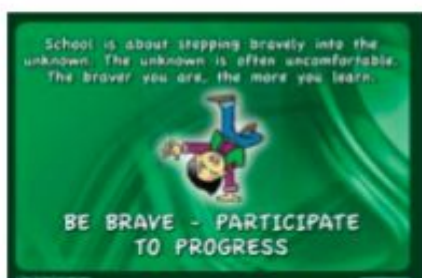 School is about stepping bravely into the
unknown. The unknown is often uncomfortable.
The braver you are, the more you learn.
BE BRAVE - PARTICIPATE
TO PROGRESS